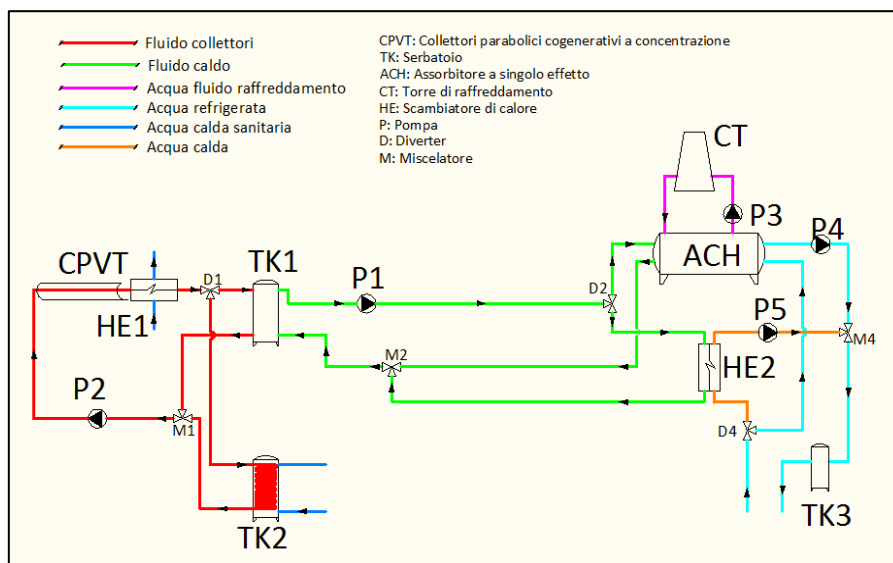 Fluido collettori
Fluido caldo
Acqua fluido raffreddamento
Acqua refrigerata
Acqua calda sanitaria
Acqua calda
CPVT: Collettori parabolici cogenerativi a concentrazione
TK: Serbatoio
ACH: Assorbitore a singolo effetto
CT: Torre di raffreddamento
HE: Scambiatore di calore
P: Pompa
D: Diverter
M: Miscelatore
CT
P3
P4
ACH
CPVT
D1
TK1
P1
D2
HE1
P5
M4
M2
HE2
P2
M1
D4
TK2
TK3